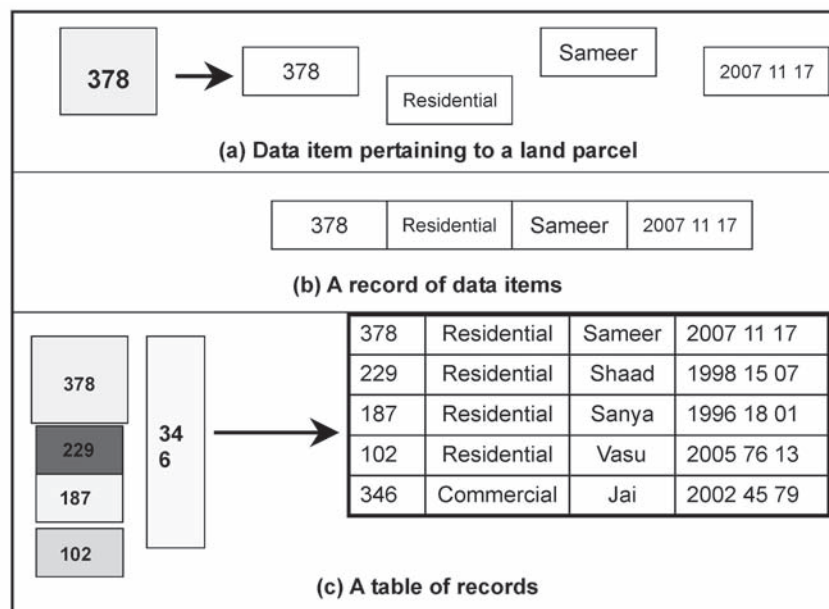 378
378
Residential
Sameer
2007 11 17
(a) Data item pertaining to a land parcel
378 Residential Sameer 2007 11 17
(b) A record of data items
378
229
187
102
34
6
378 Residential Sameer 2007 11 17
229 Residential Shaad 1998 15 07
187 Residential Sanya 1996 18 01
102 Residential Vasu 2005 76 13
346 Commercial Jai 2002 45 79
(c) A table of records